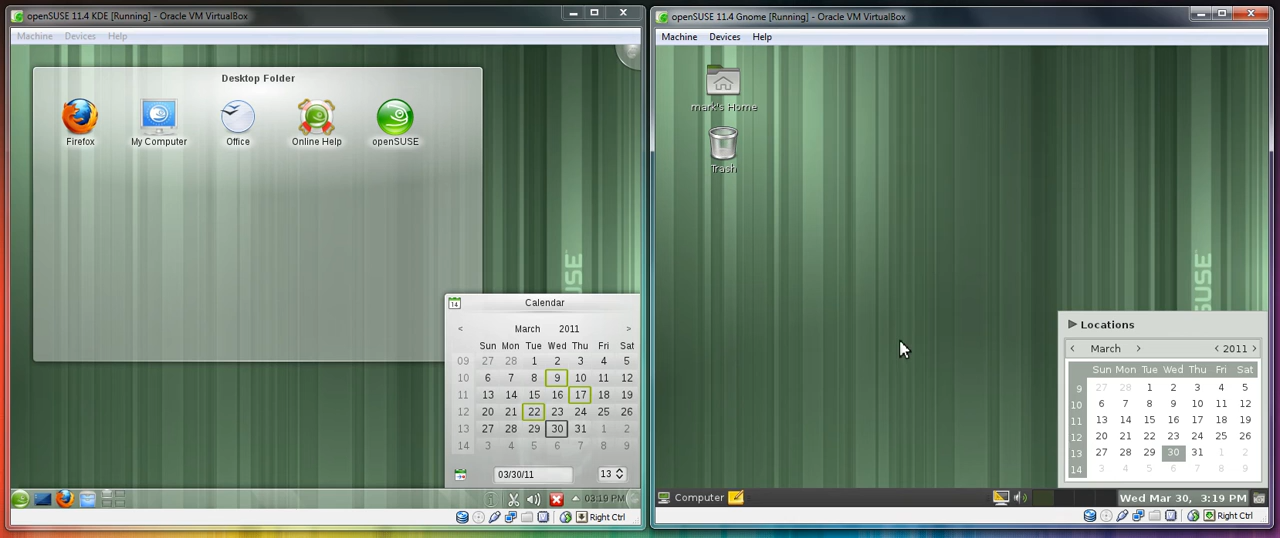 openSUSE 11.4 KDE [Running] - Oracle VM VirtualBox
Machine Devices Help
Desktop Folder
Firefox My Computer Office Online Help openSUSE
14 Calendar
< March 2011 >
Sun Mon Tue Wed Thu Fri Sat
09 27 28 1 2 3 4 5
10 6 7 8 9 10 11 12
11 13 14 15 16 17 18 19
12 20 21 22 23 24 25 26
13 27 28 29 30 31 1 2
14 3 4 5 6 7 8 9
03/30/11 13
03:19 PM
Right Ctrl
openSUSE 11.4 Gnome [Running] - Oracle VM VirtualBox
Machine Devices Help
mark's Home
Trash
SUSE
Locations
< March > < 2011 >
Sun Mon Tue Wed Thu Fri Sat
9 27 28 1 2 3 4 5
10 6 7 8 9 10 11 12
11 13 14 15 16 17 18 19
12 20 21 22 23 24 25 26
13 27 28 29 30 31 1 2
14 3 4 5 6 7 8 9
Computer Wed Mar 30, 3:19 PM
Right Ctrl